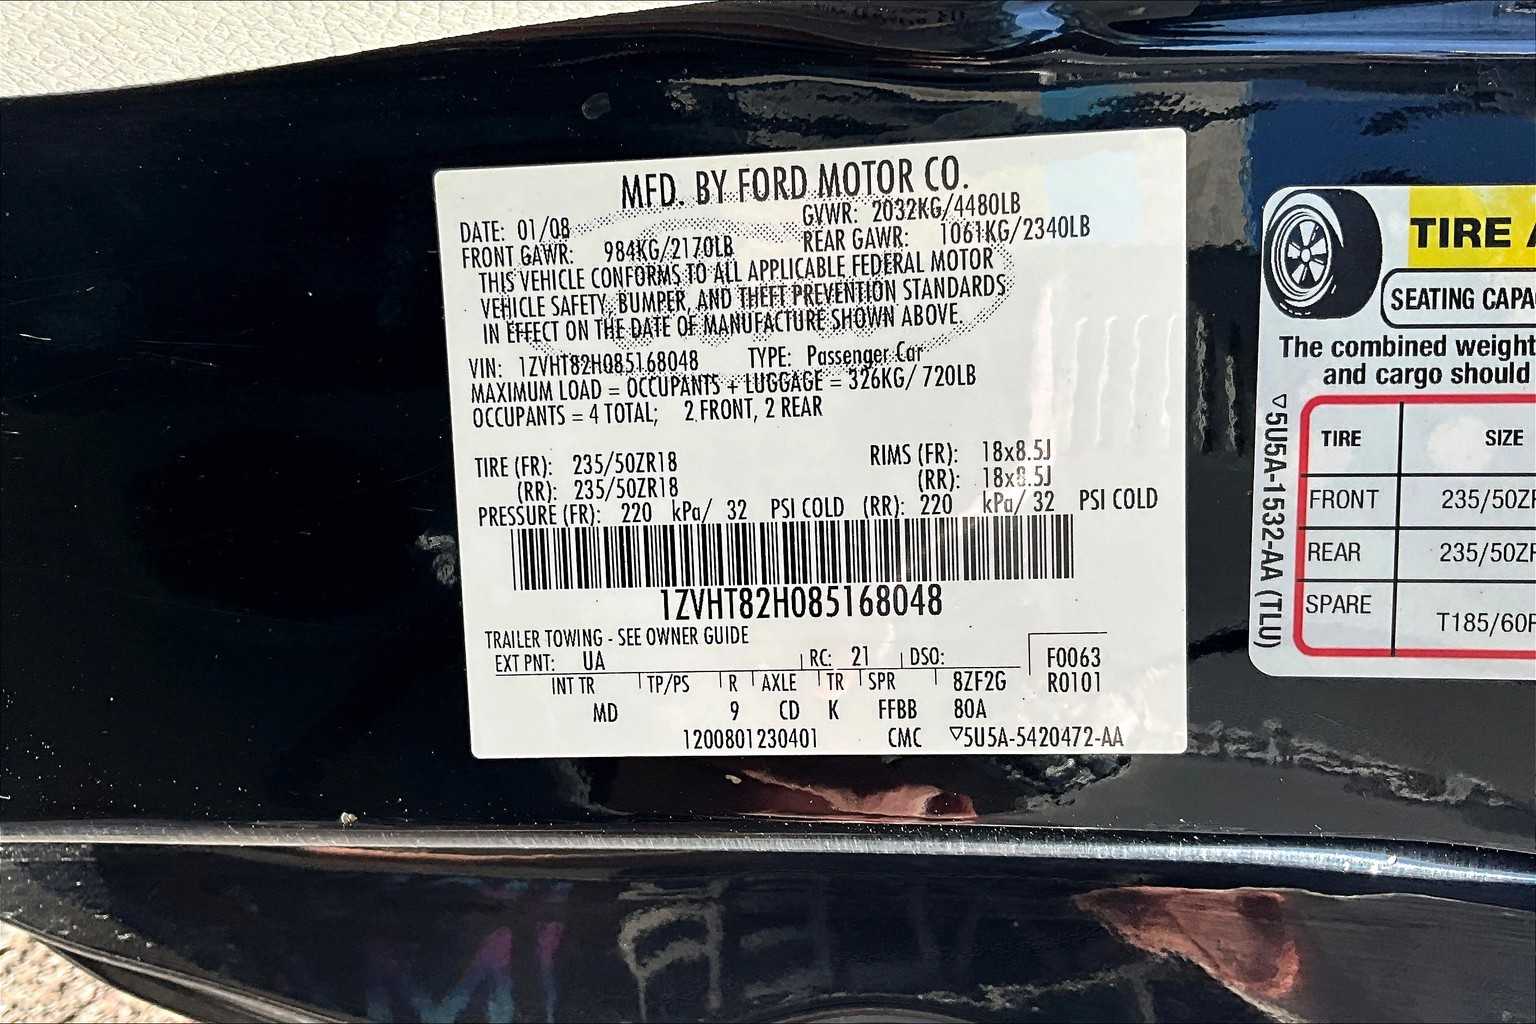 MFD. BY FORD MOTOR CO.
DATE: 01/08 GVWR: 2032KG/4480LB
FRONT GAWR: 984KG/2170LB REAR GAWR: 1061KG/2340LB
THIS VEHICLE CONFORMS TO ALL APPLICABLE FEDERAL MOTOR
VEHICLE SAFETY, BUMPER, AND THEFT PREVENTION STANDARDS
IN EFFECT ON THE DATE OF MANUFACTURE SHOWN ABOVE.
VIN: 1ZVHT82H085168048 TYPE: Passenger Car
MAXIMUM LOAD = OCCUPANTS + LUGGAGE = 326KG/ 720LB
OCCUPANTS = 4 TOTAL; 2 FRONT, 2 REAR
TIRE (FR): 235/50ZR18 RIMS (FR): 18x8.5J
(RR): 235/50ZR18 (RR): 18x8.5J
PRESSURE (FR): 220 kPa/ 32 PSI COLD (RR): 220 kPa/ 32 PSI COLD
1ZVHT82H085168048
TRAILER TOWING - SEE OWNER GUIDE
EXT PNT: UA RC: 21 DSO: F0063
INT TR TP/PS R AXLE TR SPR 8ZF2G R0101
MD 9 CD K FFBB 80A
1200801230401 CMC ▽5U5A-5420472-AA
TIRE
SEATING CAPA
The combined weight
and cargo should
TIRE SIZE
FRONT 235/50ZR
REAR 235/50ZR
SPARE T185/60R
▽5U5A-1532-AA (TLU)